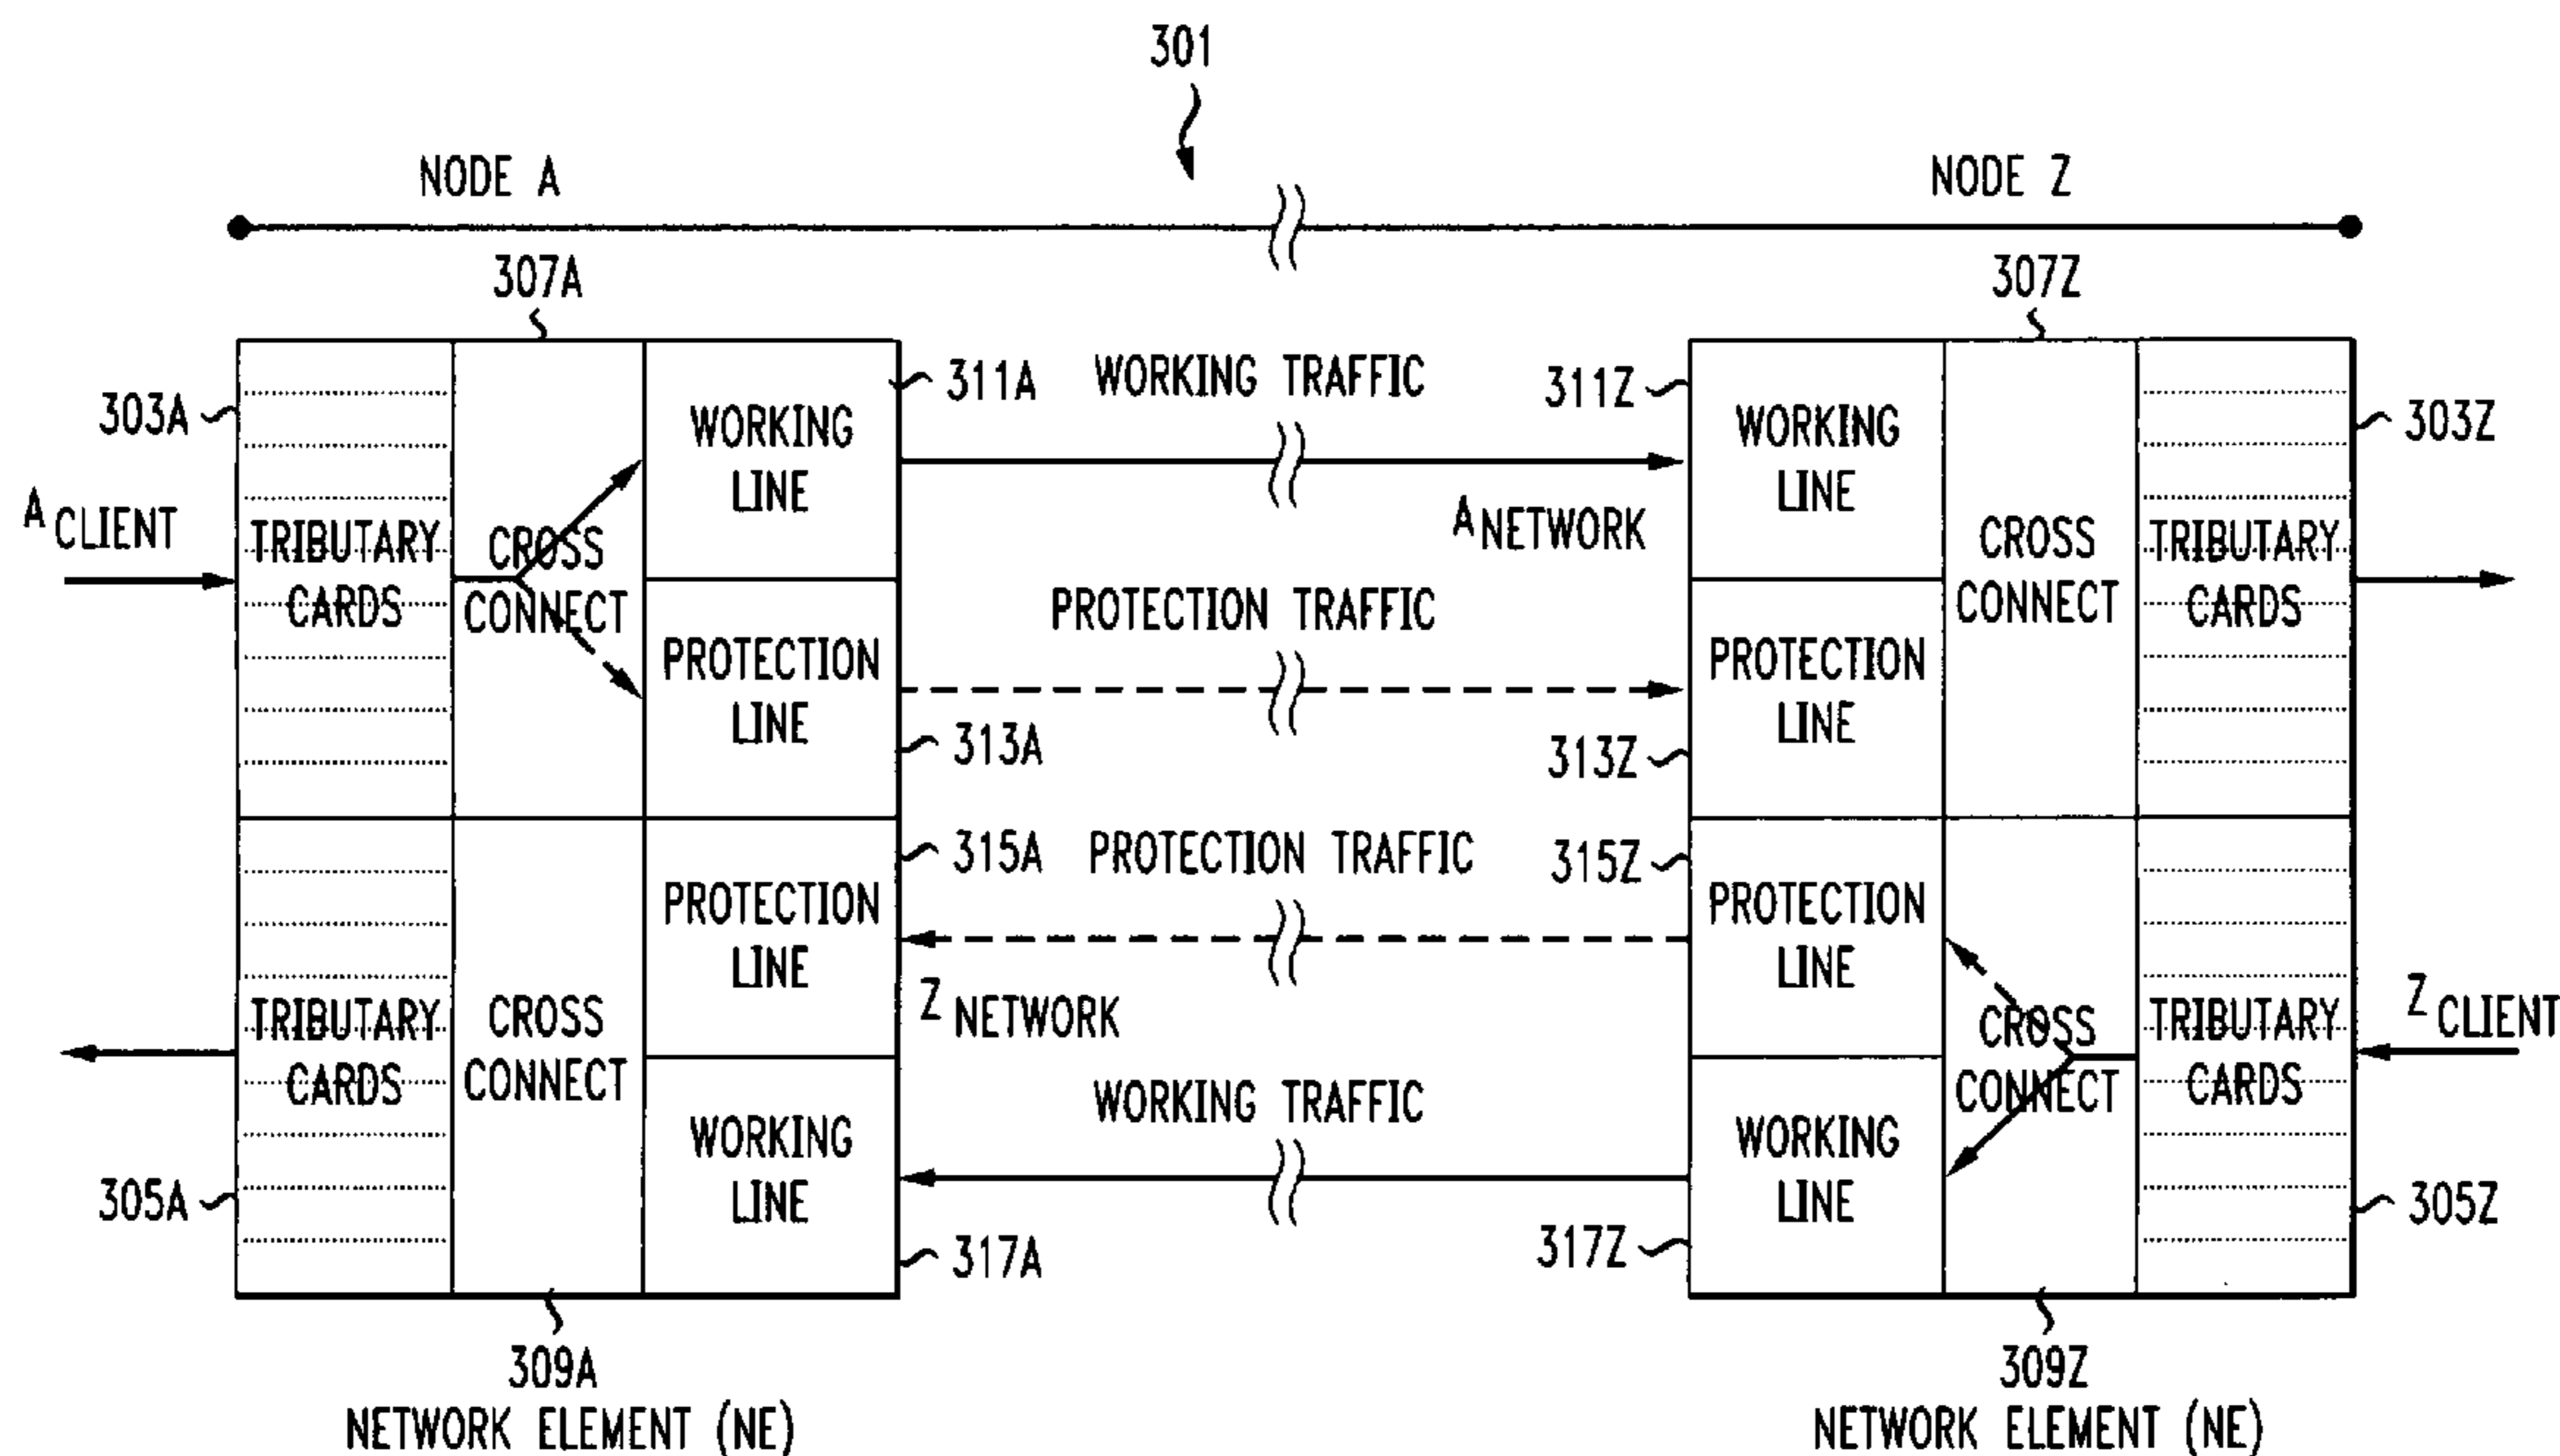 301
NODE A
NODE Z
307A
307Z
311A
WORKING TRAFFIC
311Z
303A
WORKING
LINE
WORKING
LINE
303Z
A CLIENT
TRIBUTARY
CARDS
CROSS
CONNECT
A NETWORK
CROSS
CONNECT
TRIBUTARY
CARDS
PROTECTION TRAFFIC
PROTECTION
LINE
PROTECTION
LINE
313A
313Z
315A
PROTECTION TRAFFIC
315Z
PROTECTION
LINE
PROTECTION
LINE
Z NETWORK
TRIBUTARY
CARDS
CROSS
CONNECT
CROSS
CONNECT
TRIBUTARY
CARDS
Z CLIENT
WORKING TRAFFIC
WORKING
LINE
WORKING
LINE
305A
305Z
317A
317Z
309A
NETWORK ELEMENT (NE)
309Z
NETWORK ELEMENT (NE)